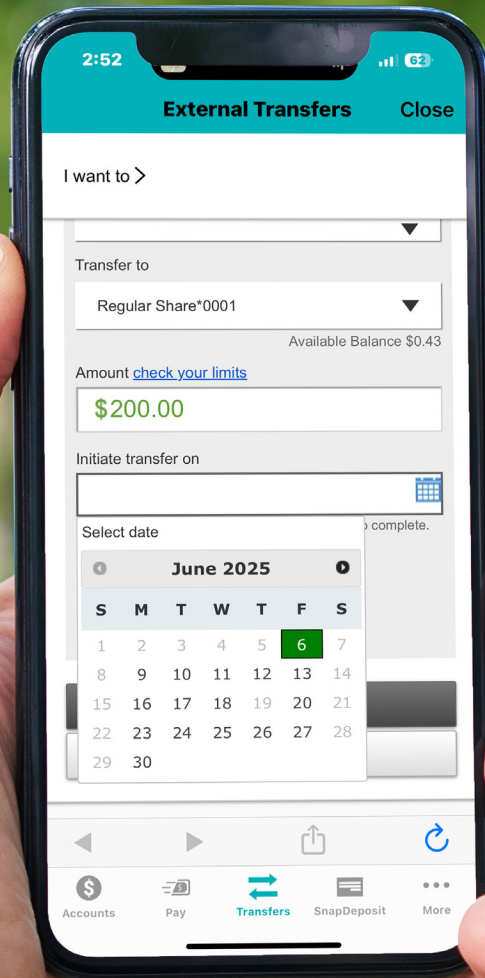 2:52
62
External Transfers Close
I want to >
Transfer to
Regular Share*0001
Available Balance $0.43
Amount check your limits
$200.00
Initiate transfer on
complete.
Select date
June 2025
S M T W T F S
1 2 3 4 5 6 7
8 9 10 11 12 13 14
15 16 17 18 19 20 21
22 23 24 25 26 27 28
29 30
Accounts Pay Transfers SnapDeposit More